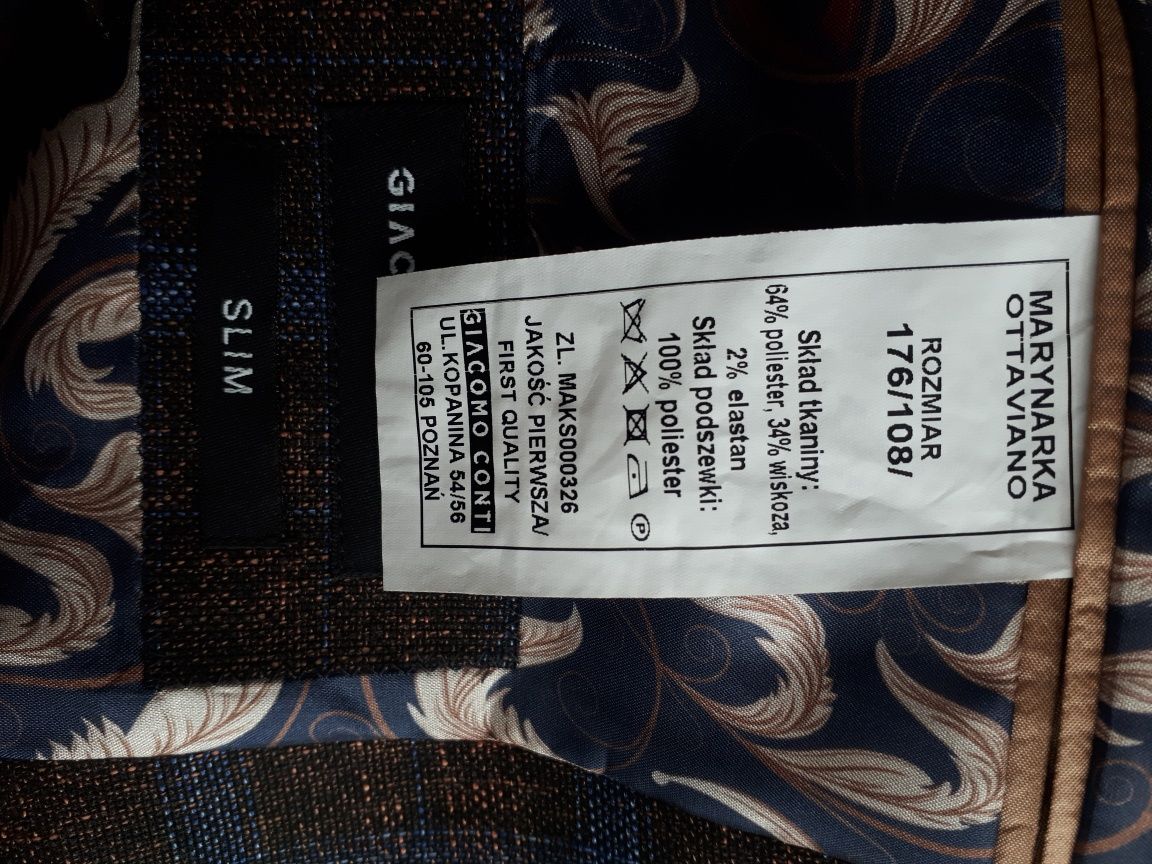 MARYNARKA
OTTAVIANO
ROZMIAR
176/108/
Skład tkaniny:
64% poliester, 34% wiskoza,
2% elastan
Skład podszewki:
100% poliester
P
ZL. MAKS000326
JAKOŚĆ PIERWSZA/
FIRST QUALITY
GIACOMO CONTI
UL.KOPANINA 54/56
60-105 POZNAŃ
GIAC
SLIM